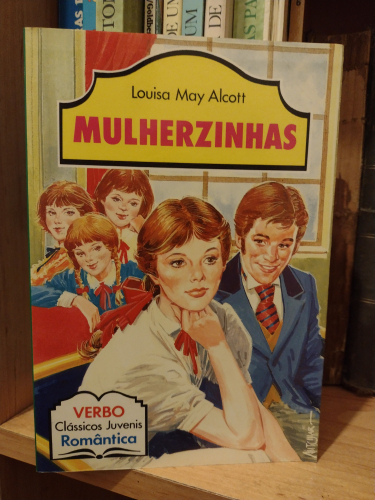 Louisa May Alcott
MULHERZINHAS
VERBO
Clássicos Juvenis
Romântica